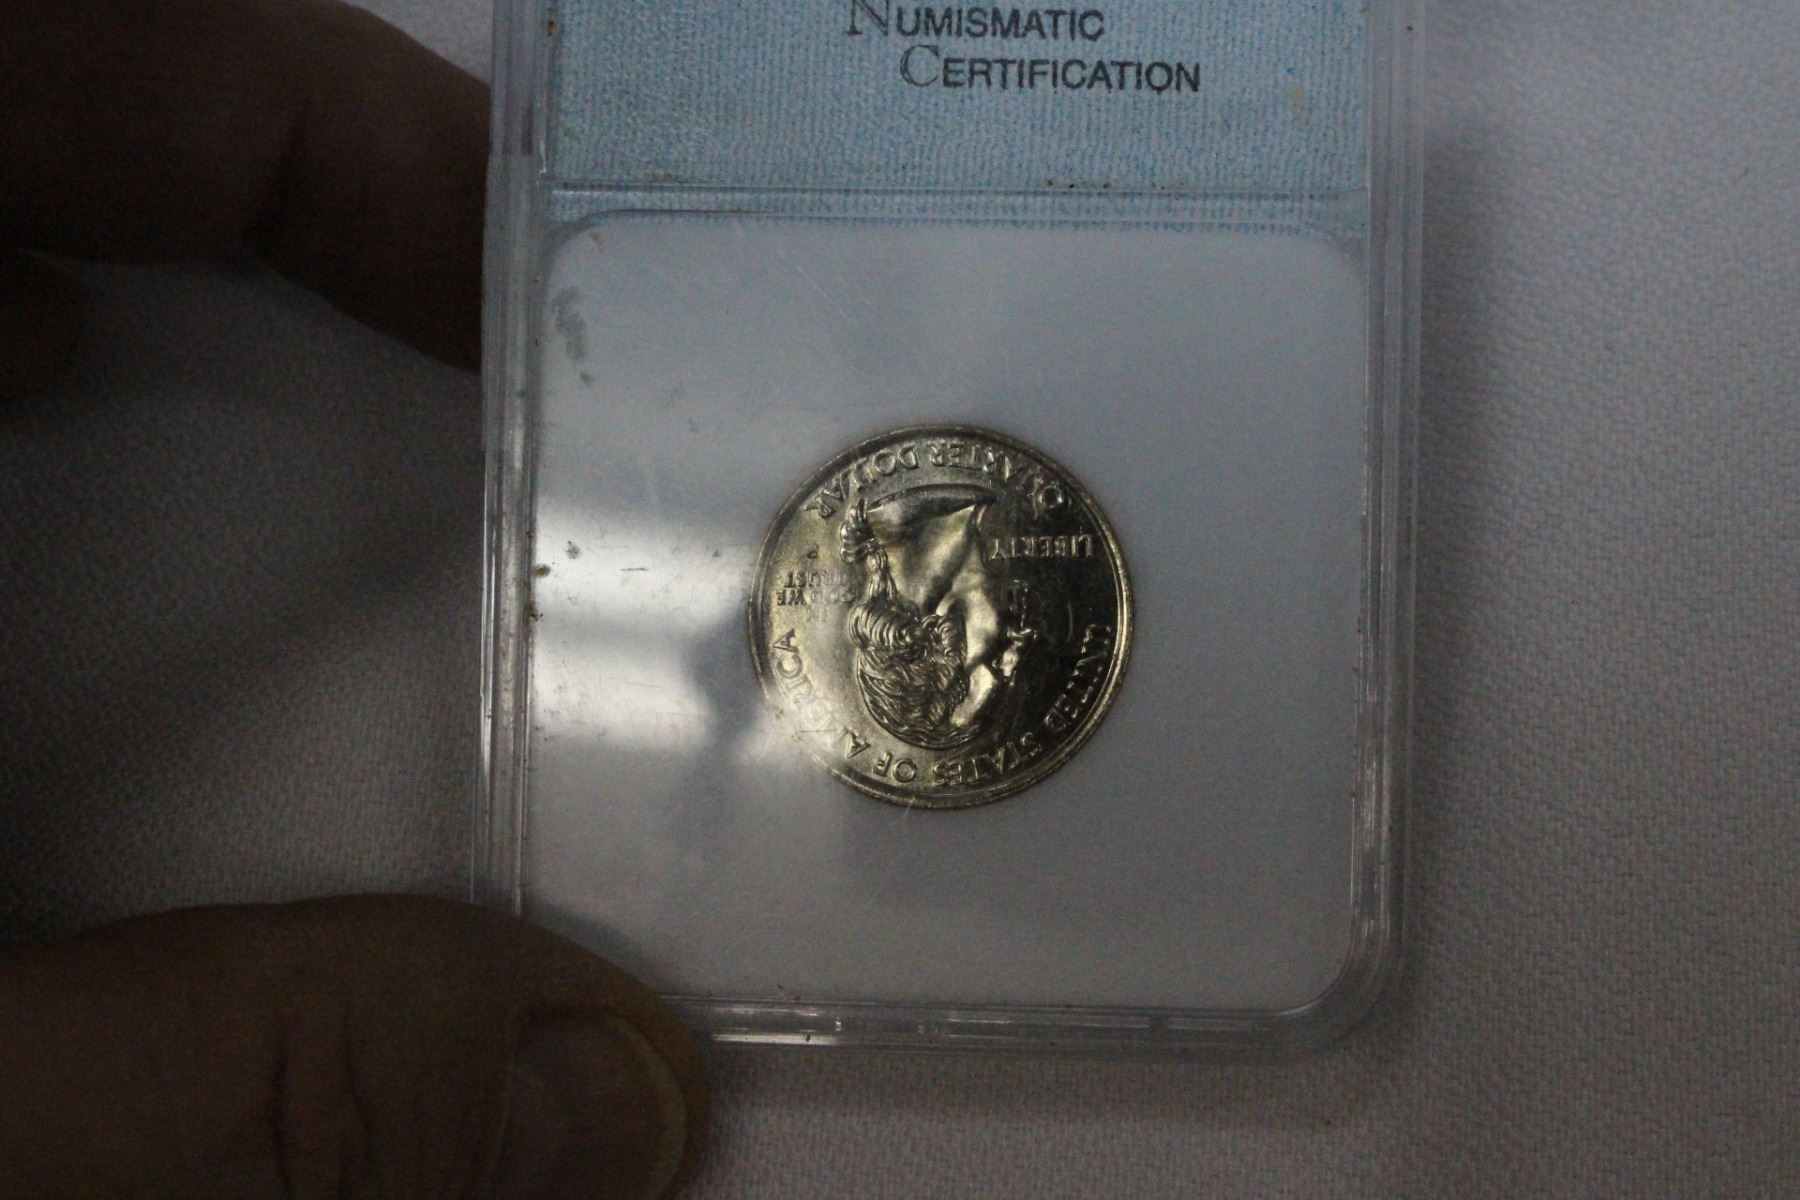 NUMISMATIC
CERTIFICATION
UNITED STATES OF AMERICA
LIBERTY
IN
GOD WE
TRUST
P
QUARTER DOLLAR